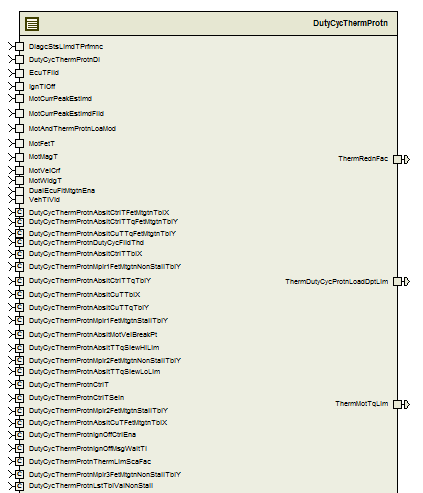 DutyCycThermProtn
DiagcStsLimdTPrfmnc
DutyCycThermProtnDi
EcuTFild
IgnTiOff
MotCurrPeakEstimd
MotCurrPeakEstimdFild
MotAndThermProtnLoaMod
MotFetT
MotMagT
ThermRednFac
MotVelCrf
MotWidgT
DualEcuFltMtgtnEna
VehTiVld
C DutyCycThermProtnAbsltCtrlTFetMtgtnTblX
C DutyCycThermProtnAbsltCtrlTTqFetMtgtnTblY
C DutyCycThermProtnAbsltCuTTqFetMtgtnTblY
C DutyCycThermProtnDutyCycFildThd
C DutyCycThermProtnAbsltCtrlTTblX
C DutyCycThermProtnMplr1FetMtgtnNonStallTblY
C DutyCycThermProtnAbsltCtrlTTqTblY
ThermDutyCycProtnLoadDptLim
C DutyCycThermProtnAbsltCuTTblX
C DutyCycThermProtnAbsltCuTTqTblY
C DutyCycThermProtnMplr1FetMtgtnStallTblY
C DutyCycThermProtnAbsltMotVelBreakPt
C DutyCycThermProtnAbsltTTqSlewHiLim
C DutyCycThermProtnMplr2FetMtgtnNonStallTblY
C DutyCycThermProtnAbsltTTqSlewLoLim
C DutyCycThermProtnCtrlT
C DutyCycThermProtnCtrlTSeln
ThermMotTqLim
C DutyCycThermProtnMplr2FetMtgtnStallTblY
C DutyCycThermProtnAbsltCuTFetMtgtnTblX
C DutyCycThermProtnIgnOffCtrlEna
C DutyCycThermProtnIgnOffMsgWaitTi
C DutyCycThermProtnThermLimScaFac
C DutyCycThermProtnMplr3FetMtgtnNonStallTblY
C DutyCycThermProtnLstTblValNonStall